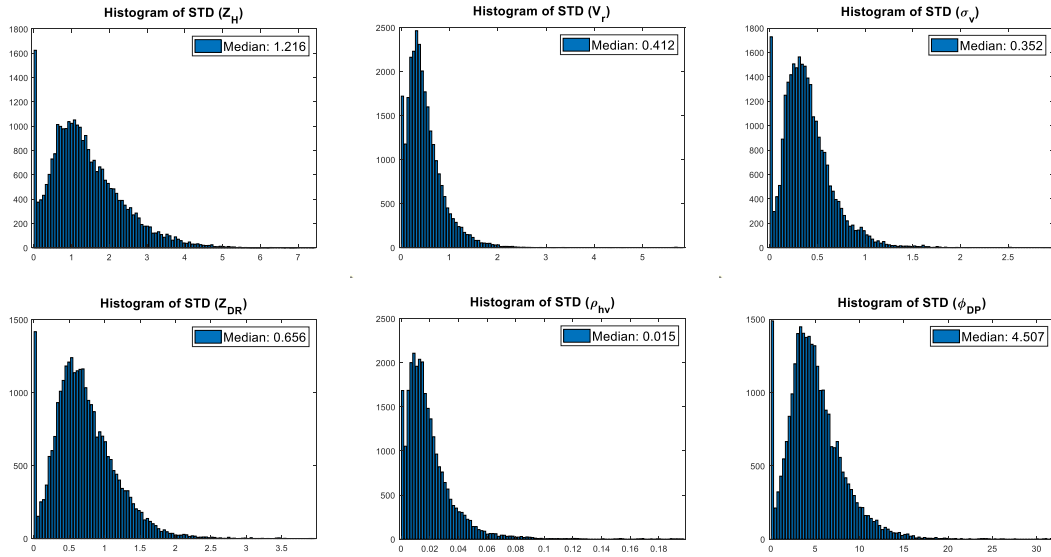 Histogram of STD (Z_H)
Median: 1.216
1800
1600
1400
1200
1000
800
600
400
200
0
0 1 2 3 4 5 6 7
Histogram of STD (V_r)
Median: 0.412
2500
2000
1500
1000
500
0
0 1 2 3 4 5
Histogram of STD (σ_v)
Median: 0.352
1800
1600
1400
1200
1000
800
600
400
200
0
0 0.5 1 1.5 2 2.5 3
Histogram of STD (Z_DR)
Median: 0.656
1500
1000
500
0
0 0.5 1 1.5 2 2.5 3 3.5
Histogram of STD (ρ_hv)
Median: 0.015
2500
2000
1500
1000
500
0
0 0.02 0.04 0.06 0.08 0.1 0.12 0.14 0.16 0.18
Histogram of STD (ϕ_DP)
Median: 4.507
1500
1000
500
0
0 5 10 15 20 25 30